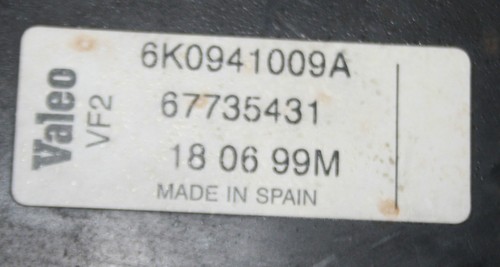 Valeo
VF2
6K0941009A
67735431
18 06 99M
MADE IN SPAIN